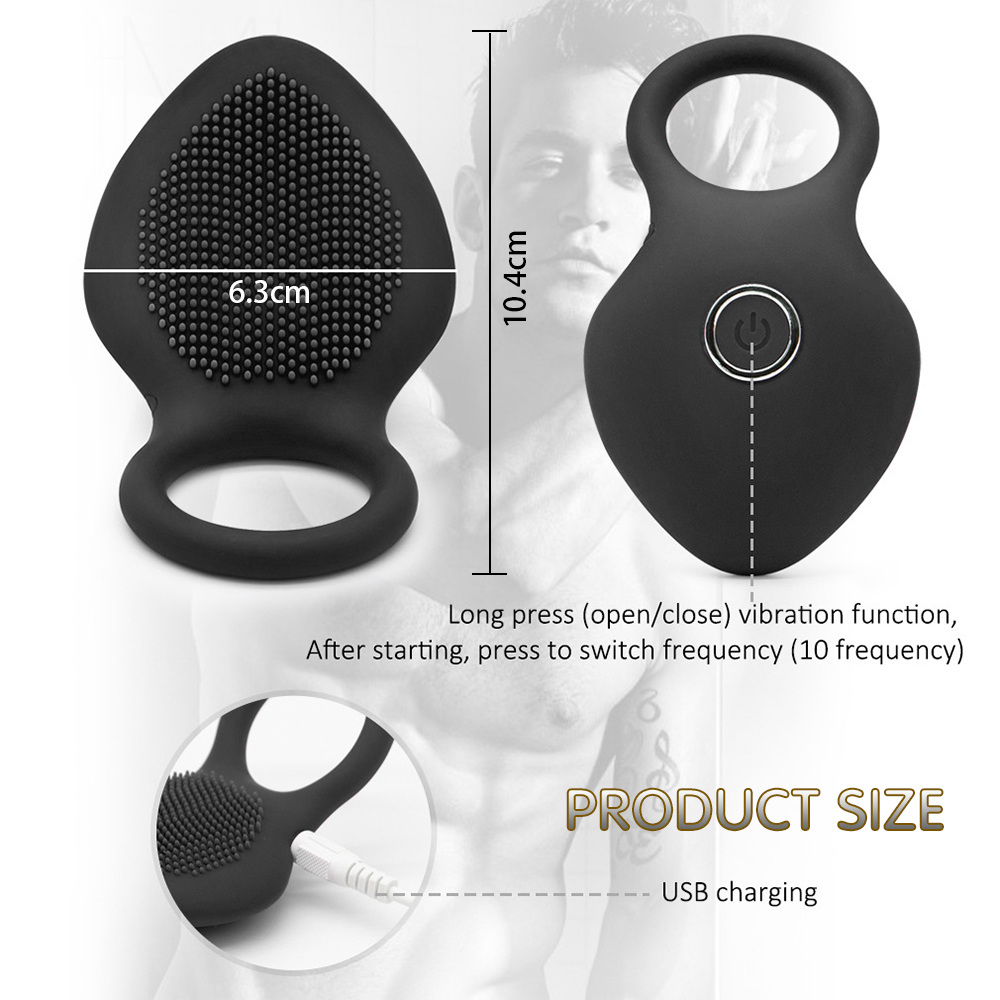 6.3cm
10.4cm
Long press (open/close) vibration function,
After starting, press to switch frequency (10 frequency)
PRODUCT SIZE
USB charging